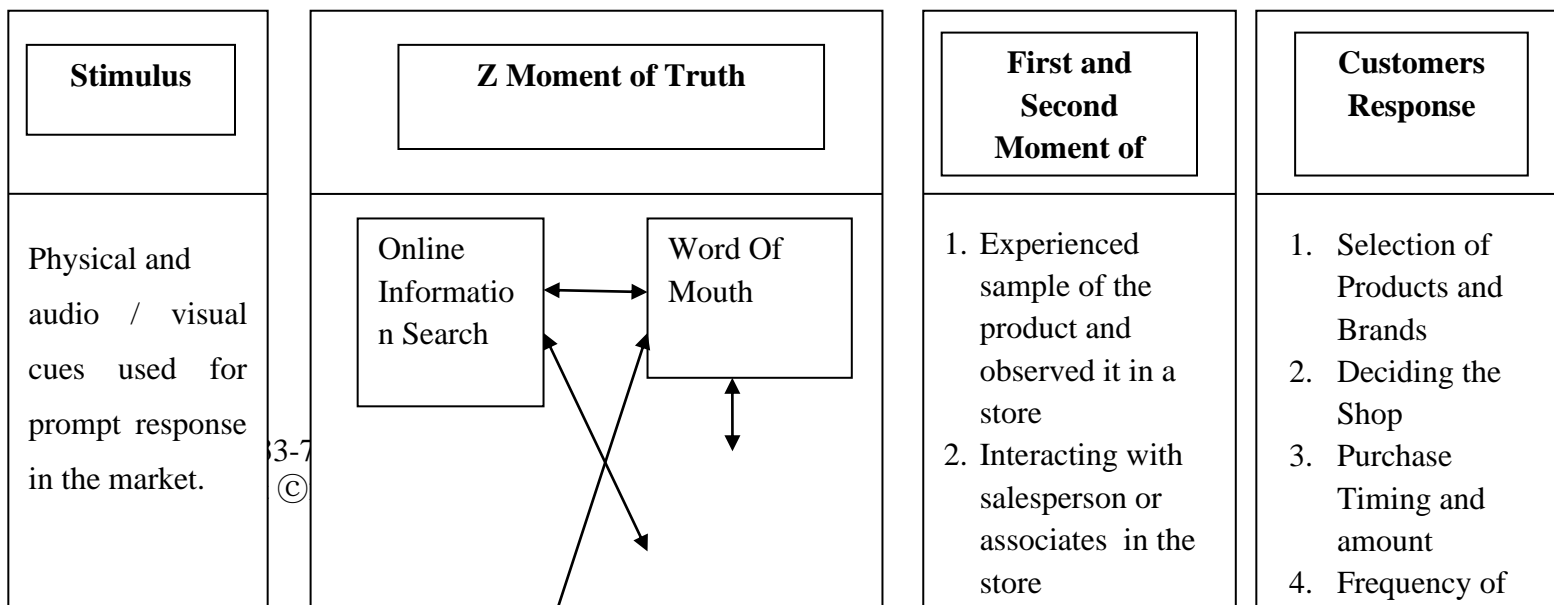 Stimulus
Physical and
audio / visual
cues used for
prompt response
in the market.
Z Moment of Truth
Online
Informatio
n Search
Word Of
Mouth
First and
Second
Moment of
1. Experienced
sample of the
product and
observed it in a
store
2. Interacting with
salesperson or
associates in the
store
Customers
Response
1. Selection of
Products and
Brands
2. Deciding the
Shop
3. Purchase
Timing and
amount
4. Frequency of
33-7
©